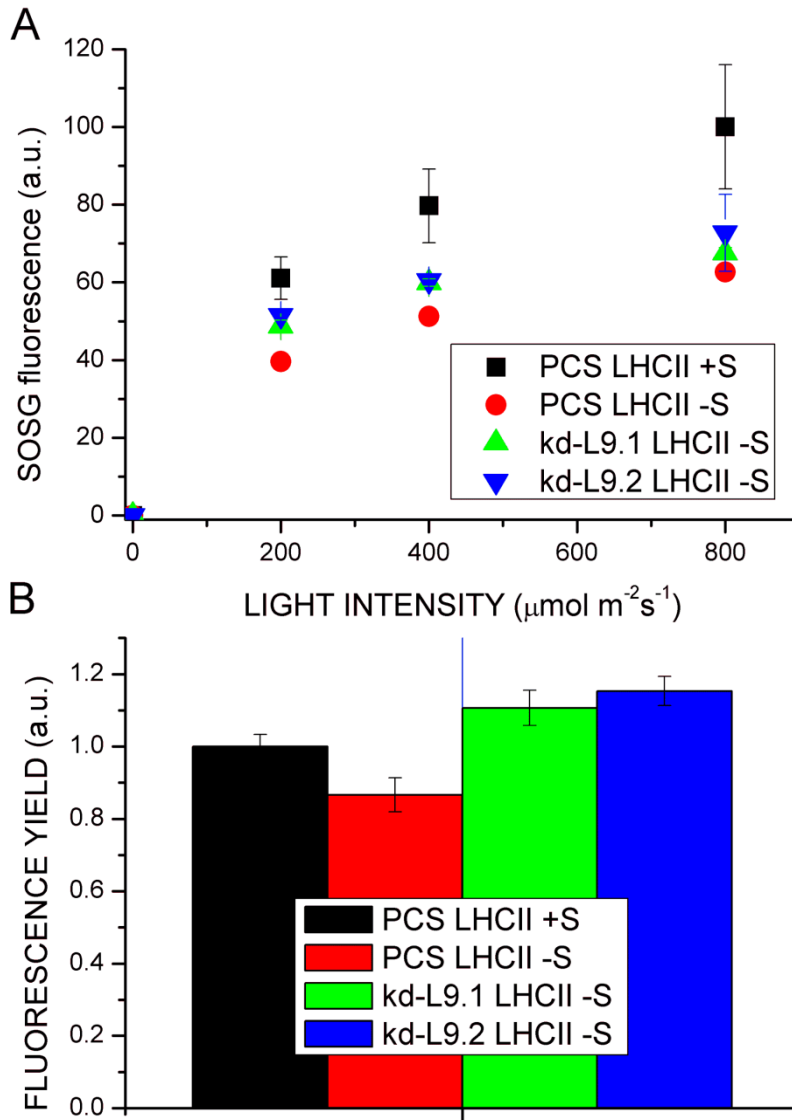 A
120
100
80
60
40
20
0
SOSG fluorescence (a.u.)
PCS LHCII +S
PCS LHCII -S
kd-L9.1 LHCII -S
kd-L9.2 LHCII -S
0 200 400 600 800
LIGHT INTENSITY (μmol m⁻²s⁻¹)
B
1.2
1.0
0.8
0.6
0.4
0.2
0.0
FLUORESCENCE YIELD (a.u.)
PCS LHCII +S
PCS LHCII -S
kd-L9.1 LHCII -S
kd-L9.2 LHCII -S